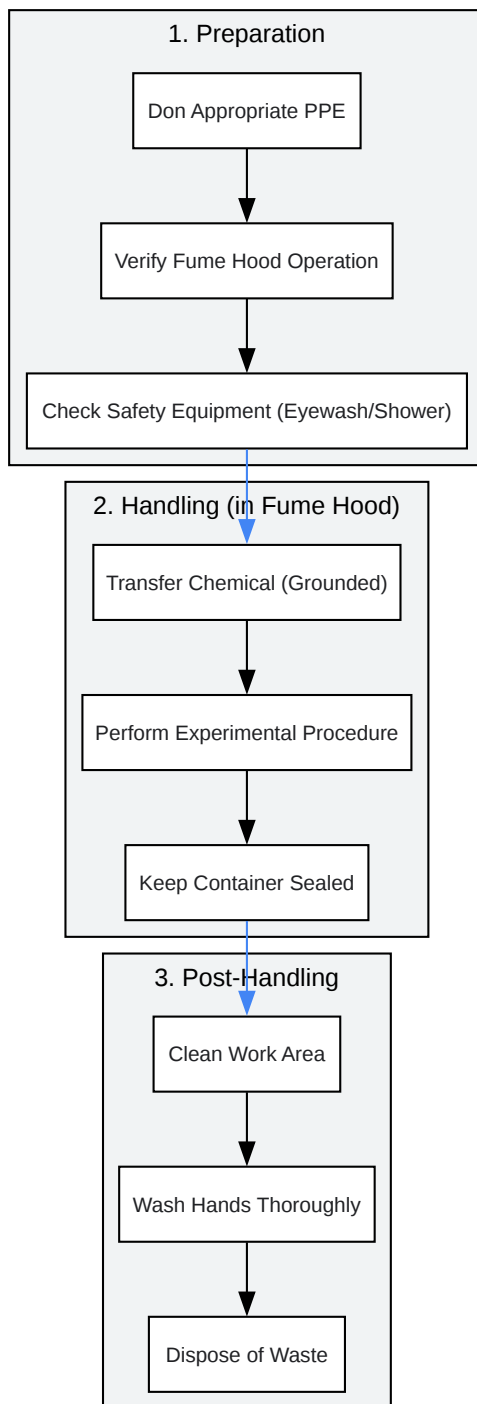 1. Preparation
Don Appropriate PPE
Verify Fume Hood Operation
Check Safety Equipment (Eyewash/Shower)
2. Handling (in Fume Hood)
Transfer Chemical (Grounded)
Perform Experimental Procedure
Keep Container Sealed
3. Post-Handling
Clean Work Area
Wash Hands Thoroughly
Dispose of Waste